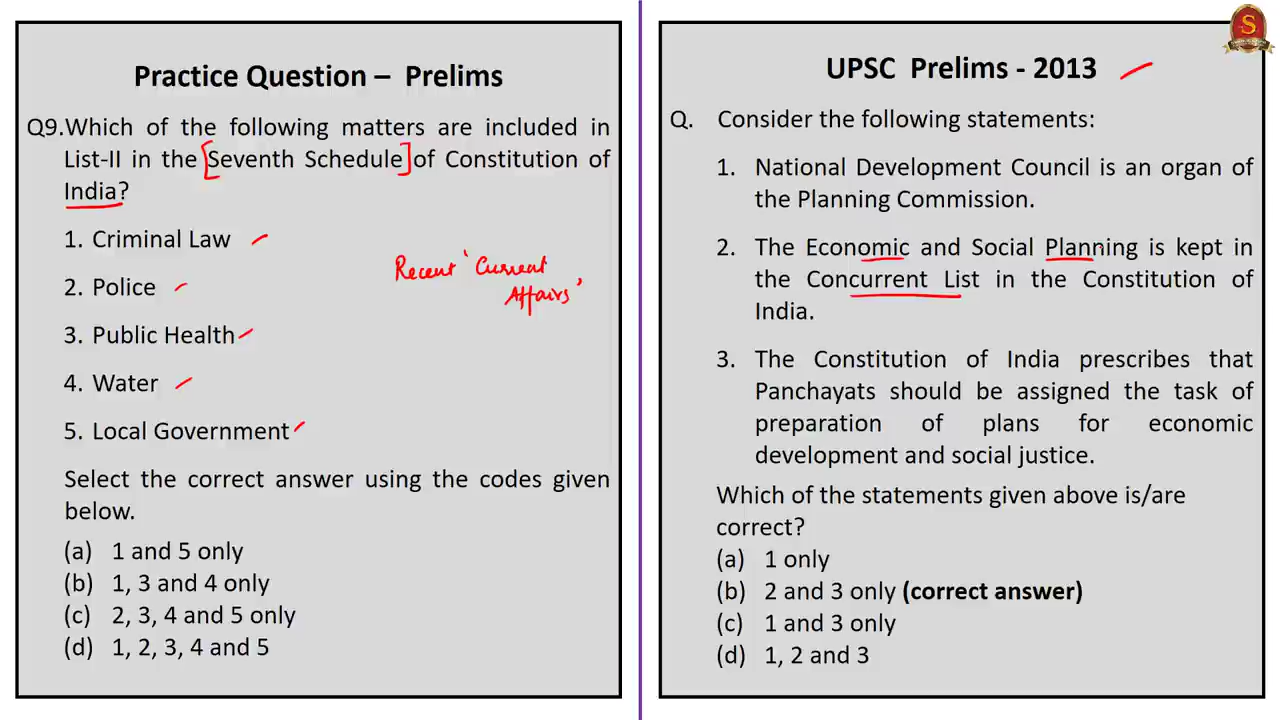 Practice Question – Prelims
Q9.Which of the following matters are included in
List-II in the [Seventh Schedule] of Constitution of
India?
1. Criminal Law
2. Police
3. Public Health
4. Water
5. Local Government
Recent 'Current
Affairs'
Select the correct answer using the codes given
below.
(a) 1 and 5 only
(b) 1, 3 and 4 only
(c) 2, 3, 4 and 5 only
(d) 1, 2, 3, 4 and 5
S
UPSC Prelims - 2013
Q. Consider the following statements:
1. National Development Council is an organ of
the Planning Commission.
2. The Economic and Social Planning is kept in
the Concurrent List in the Constitution of
India.
3. The Constitution of India prescribes that
Panchayats should be assigned the task of
preparation of plans for economic
development and social justice.
Which of the statements given above is/are
correct?
(a) 1 only
(b) 2 and 3 only (correct answer)
(c) 1 and 3 only
(d) 1, 2 and 3